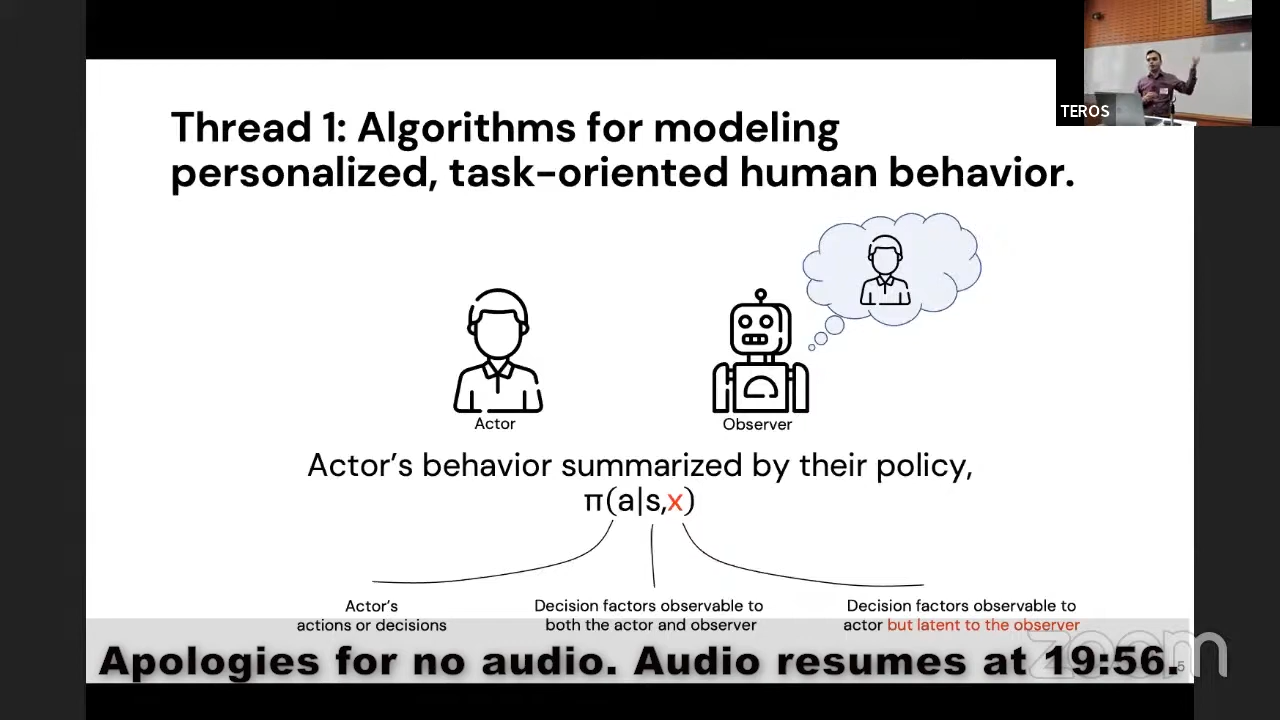 TEROS
Thread 1: Algorithms for modeling
personalized, task-oriented human behavior.
Actor
Observer
Actor's behavior summarized by their policy,
π(a|s,x)
Actor's
actions or decisions
Decision factors observable to
both the actor and observer
Decision factors observable to
actor but latent to the observer
Apologies for no audio. Audio resumes at 19:56.
zoom
5